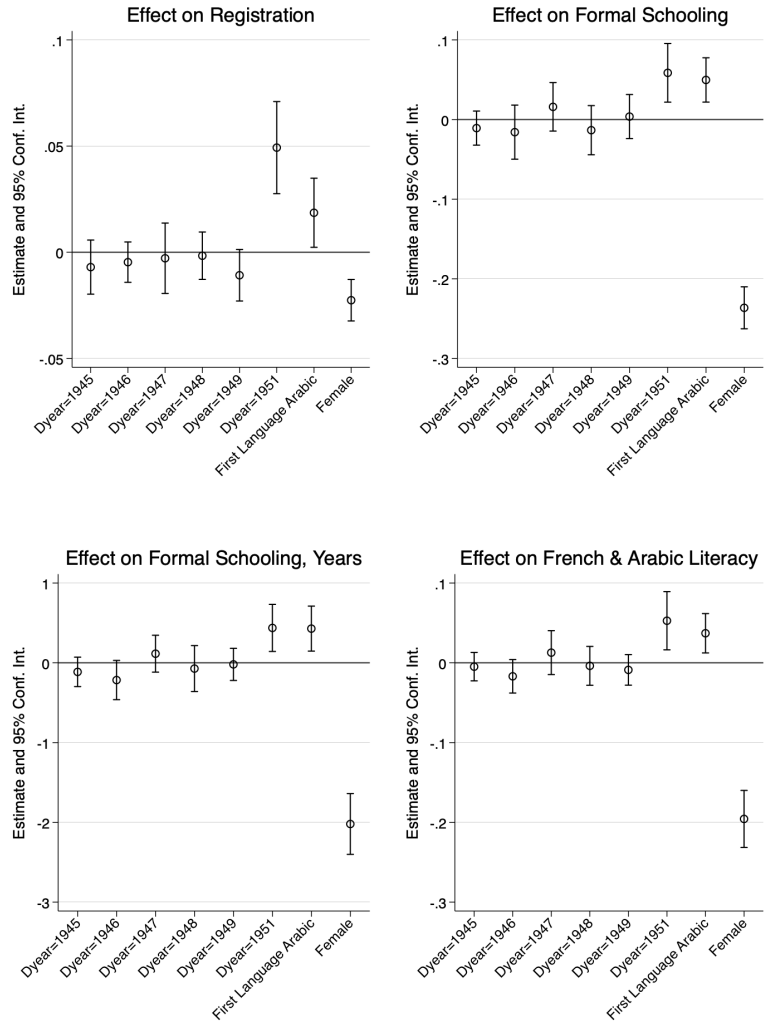 Effect on Registration
Estimate and 95% Conf. Int.
.1
.05
0
-.05
Dyear=1945
Dyear=1946
Dyear=1947
Dyear=1948
Dyear=1949
Dyear=1951
First Language Arabic
Female
Effect on Formal Schooling
Estimate and 95% Conf. Int.
.1
0
-.1
-.2
-.3
Dyear=1945
Dyear=1946
Dyear=1947
Dyear=1948
Dyear=1949
Dyear=1951
First Language Arabic
Female
Effect on Formal Schooling, Years
Estimate and 95% Conf. Int.
1
0
-1
-2
-3
Dyear=1945
Dyear=1946
Dyear=1947
Dyear=1948
Dyear=1949
Dyear=1951
First Language Arabic
Female
Effect on French & Arabic Literacy
Estimate and 95% Conf. Int.
.1
0
-.1
-.2
-.3
Dyear=1945
Dyear=1946
Dyear=1947
Dyear=1948
Dyear=1949
Dyear=1951
First Language Arabic
Female